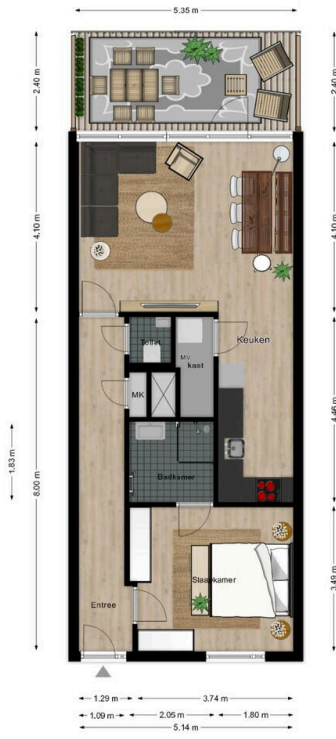 5.35 m
2.40 m
2.40 m
4.10 m
4.10 m
Toilet
MV
kast
Keuken
MK
4.46 m
1.83 m
8.00 m
Badkamer
Slaapkamer
3.49 m
Entree
1.29 m
3.74 m
1.09 m
2.05 m
1.80 m
5.14 m